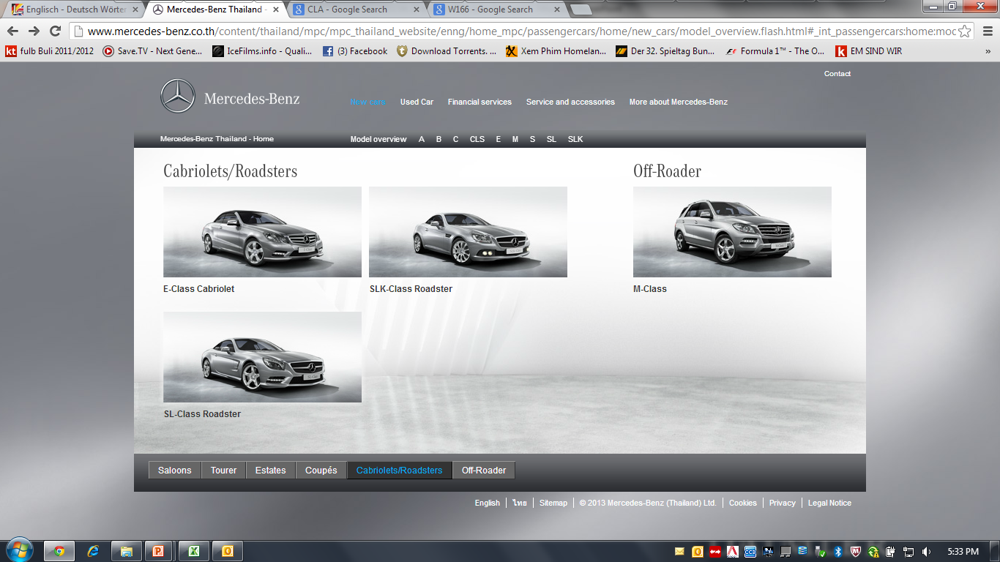 Englisch - Deutsch Wörter
Mercedes-Benz Thailand -
CLA - Google Search
W166 - Google Search
www.mercedes-benz.co.th/content/thailand/mpc/mpc_thailand_website/enng/home_mpc/passengercars/home/new_cars/model_overview.flash.html#_int_passengercars:home:mod
kt fulb Buli 2011/2012 Save.TV - Next Gene... IceFilms.info - Quali... (3) Facebook Download Torrents. ... Xem Phim Homelan... Der 32. Spieltag Bun... Formula 1™ - The O... k EM SIND WIR »
Contact
Mercedes-Benz
New cars Used Car Financial services Service and accessories More about Mercedes-Benz
Mercedes-Benz Thailand - Home Model overview A B C CLS E M S SL SLK
Cabriolets/Roadsters Off-Roader
E-Class Cabriolet SLK-Class Roadster M-Class
SL-Class Roadster
Saloons Tourer Estates Coupés Cabriolets/Roadsters Off-Roader
English ไทย Sitemap © 2013 Mercedes-Benz (Thailand) Ltd. Cookies Privacy Legal Notice
5:33 PM